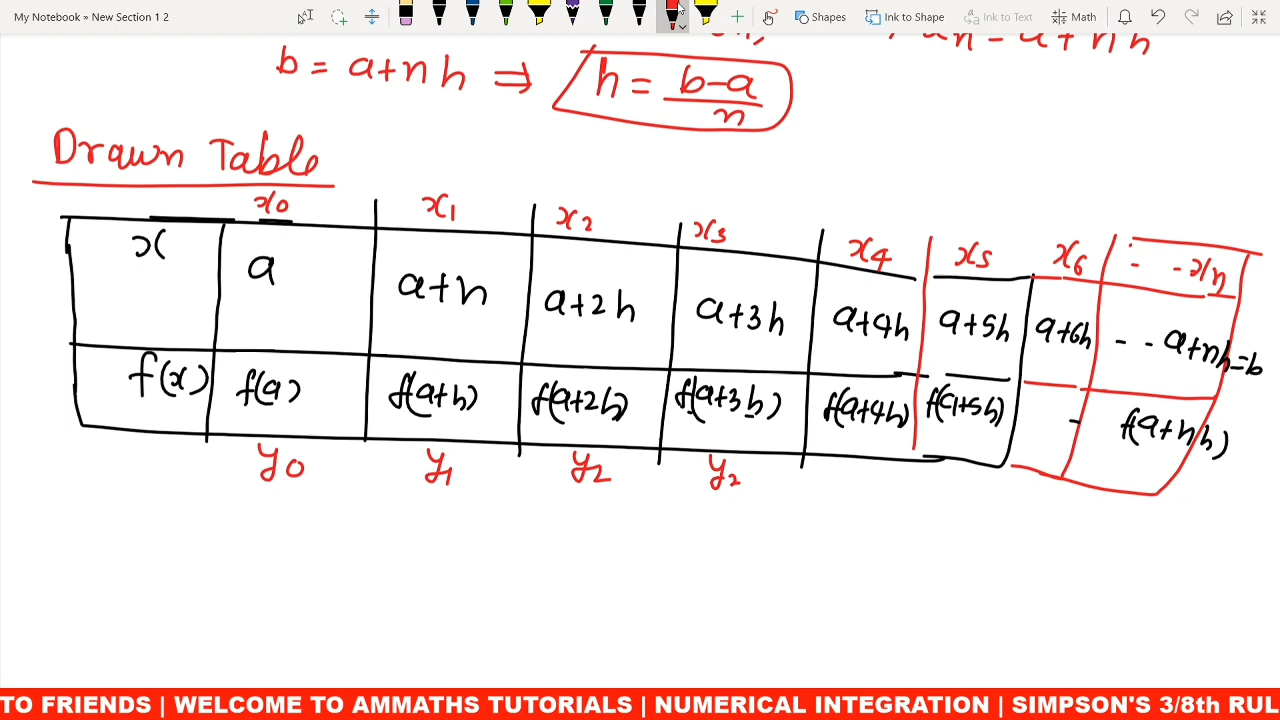 My Notebook » New Section 1 2
Shapes Ink to Shape Ink to Text Math
b = a+nh ⇒ h = b-a/n
Drawn Table
x0 x1 x2 x3 x4 x5 x6 - - xn
x a a+h a+2h a+3h a+4h a+5h a+6h - - a+nh=b
f(x) f(a) f(a+h) f(a+2h) f(a+3h) f(a+4h) f(a+5h) - f(a+nh)
y0 y1 y2 y2
TO FRIENDS | WELCOME TO AMMATHS TUTORIALS | NUMERICAL INTEGRATION | SIMPSON'S 3/8th RUL